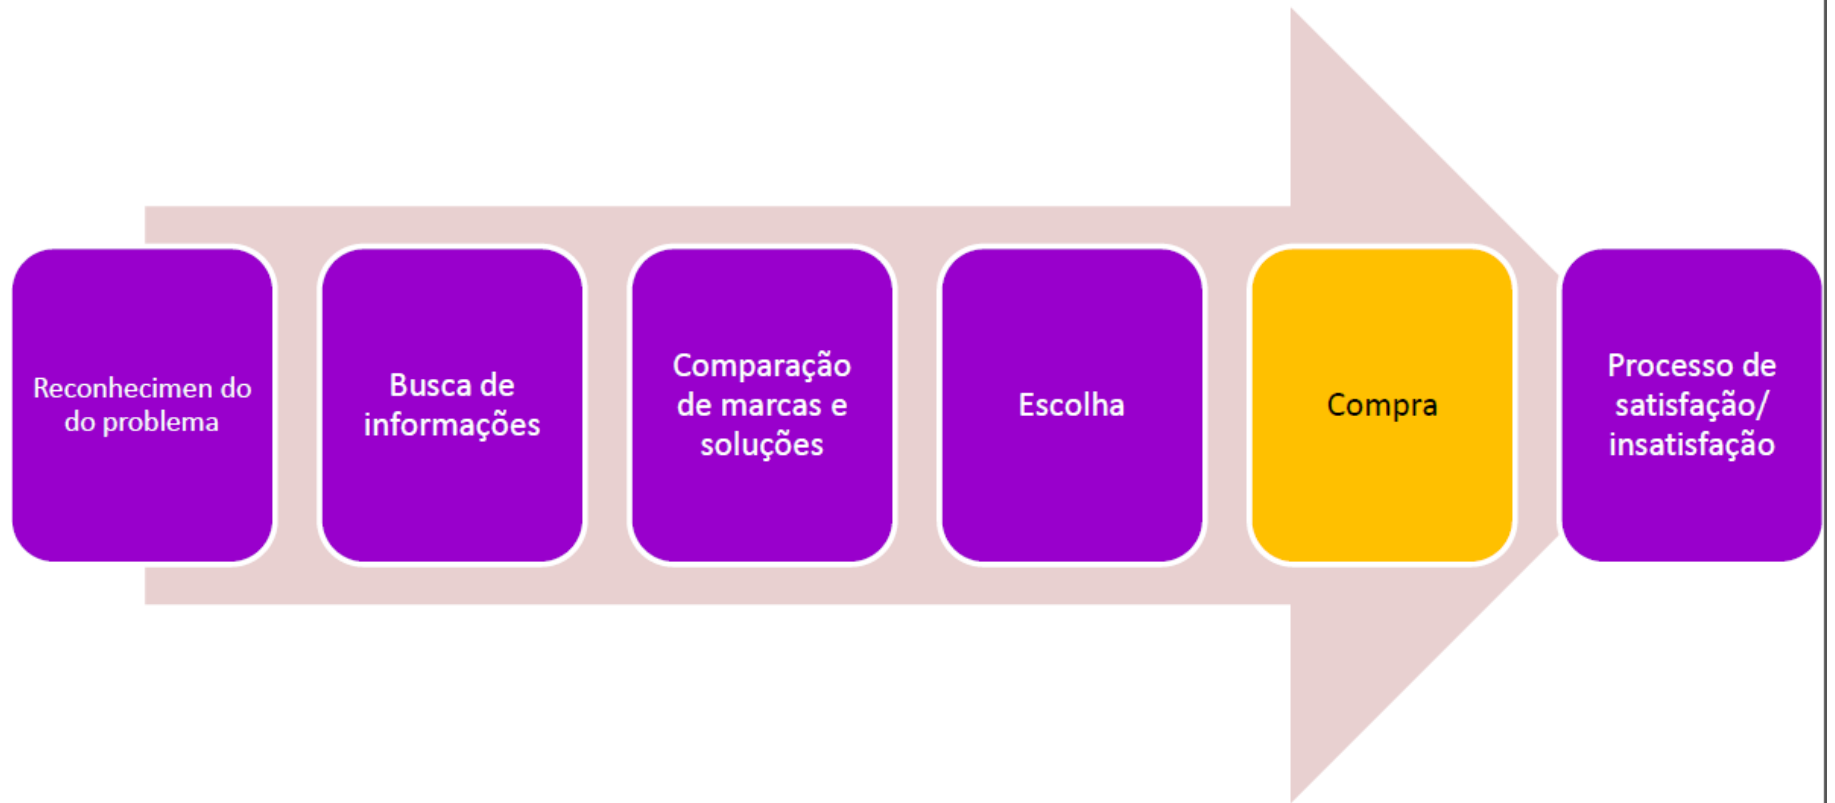 Reconhecimen do
do problema
Busca de
informações
Comparação
de marcas e
soluções
Escolha
Compra
Processo de
satisfação/
insatisfação